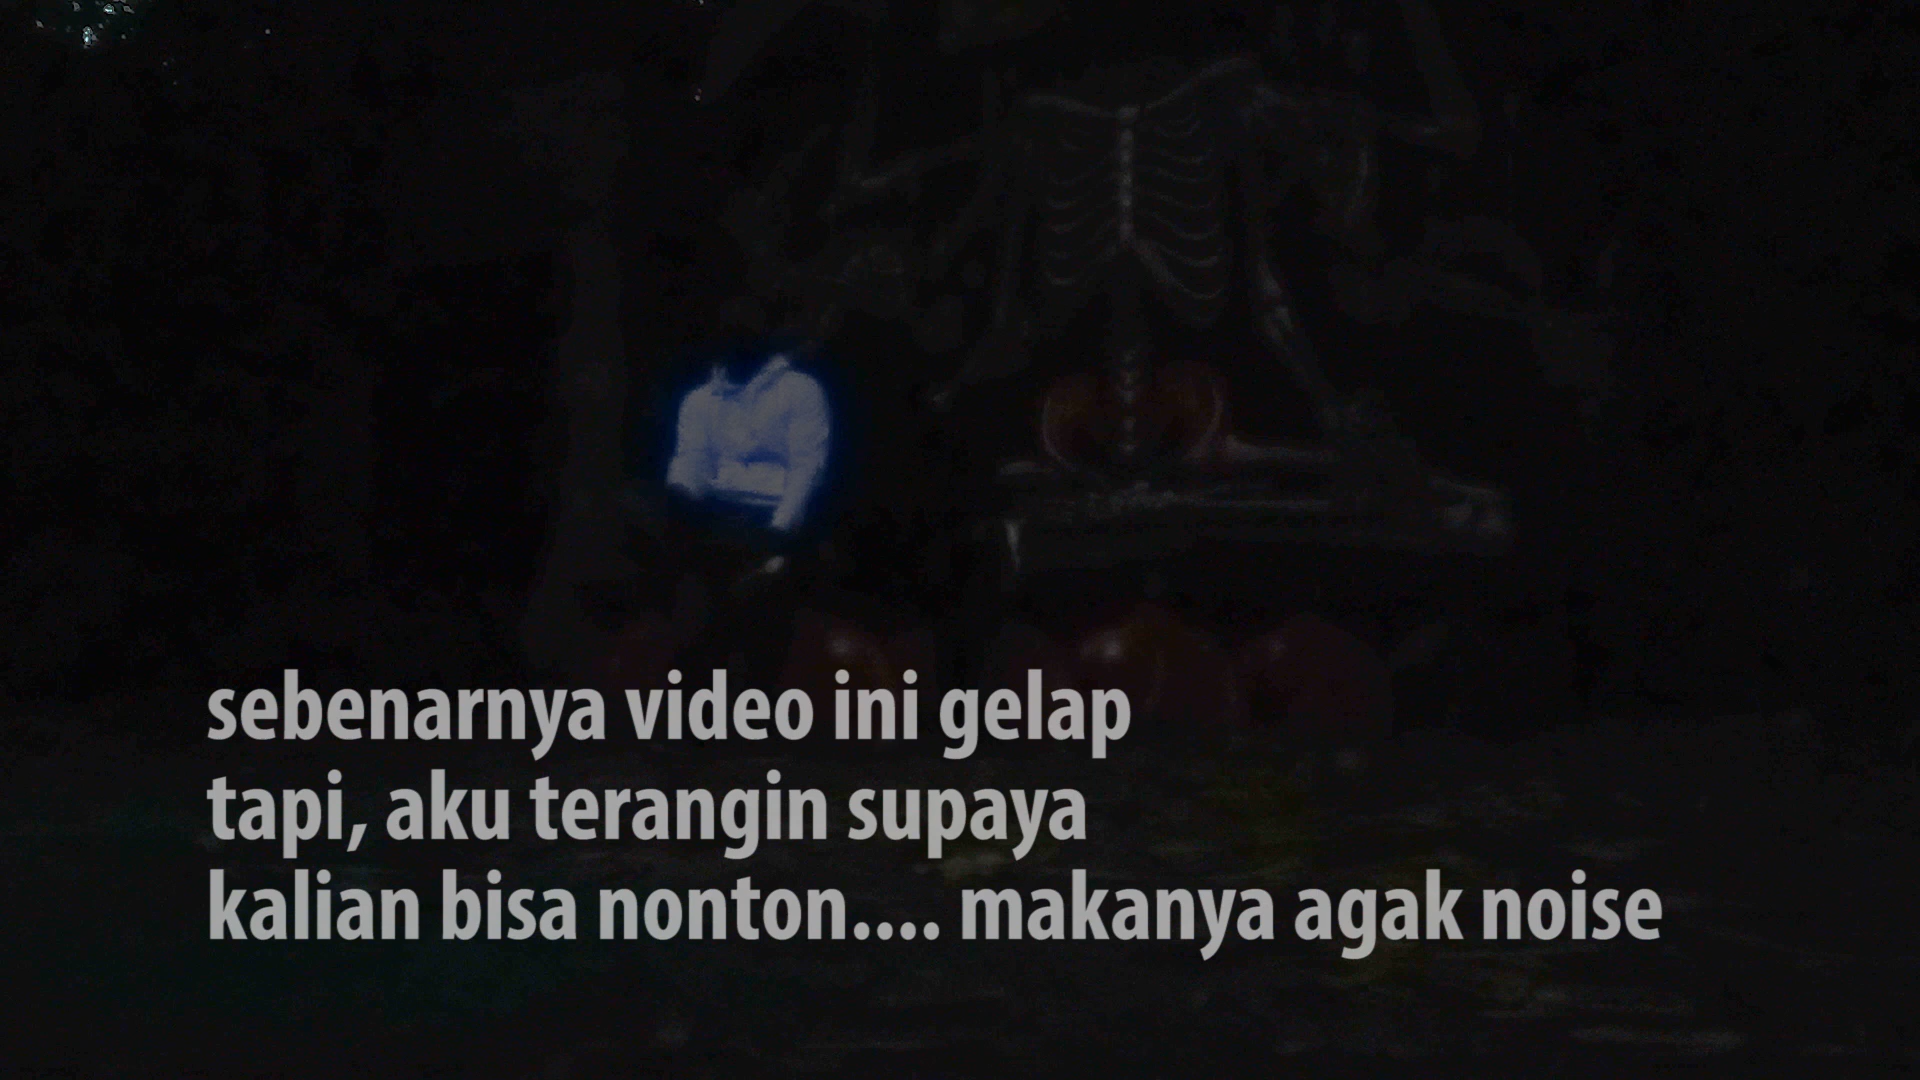 sebenarnya video ini gelap
tapi, aku terangin supaya
kalian bisa nonton.... makanya agak noise